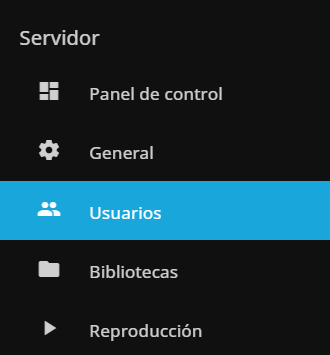 Servidor
Panel de control
General
Usuarios
Bibliotecas
Reproducción